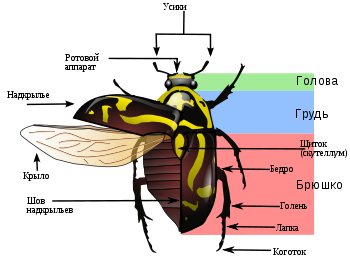 Усики
Ротовой
аппарат
Голова
Надкрылье
Грудь
Щиток
(скутеллум)
Бедро
Крыло
Брюшко
Шов
надкрыльев
Голень
Лапка
Коготок